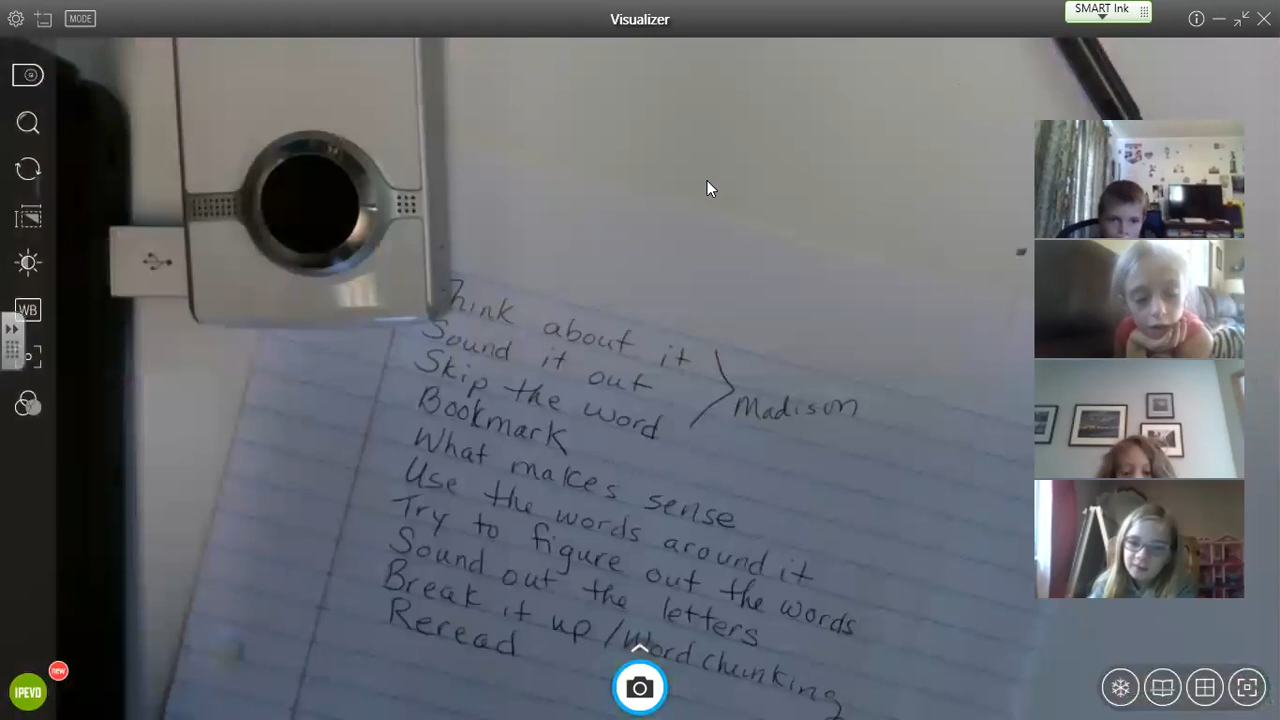 Visualizer
SMART Ink
MODE
WB
hink about it
Sound it out
Skip the word
Madison
Bookmark
What makes sense
Use the words around it
Try to figure out the words
Sound out the letters
Break it up / Word chunking
Reread
new
IPEVO